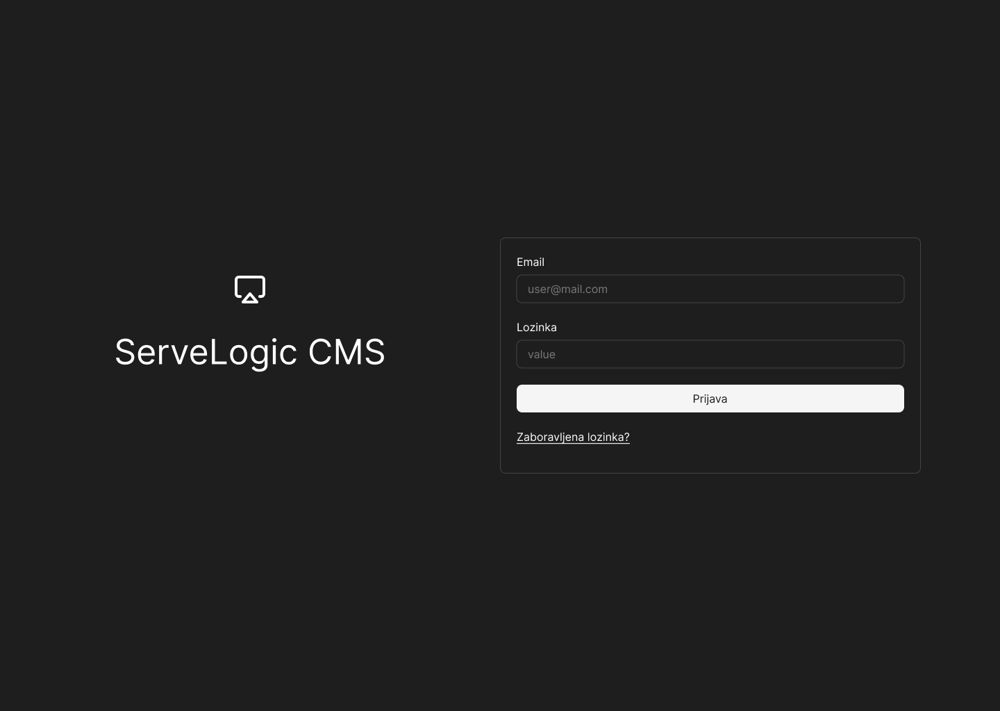 ServeLogic CMS
Email
user@mail.com
Lozinka
value
Prijava
Zaboravljena lozinka?